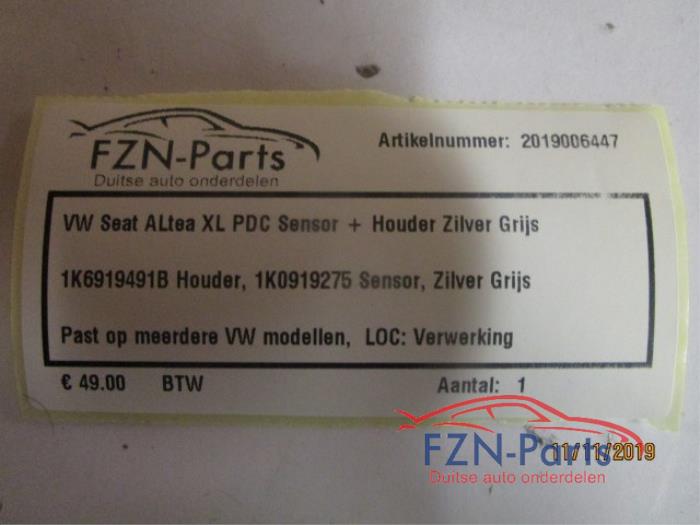 FZN-Parts
Duitse auto onderdelen
Artikelnummer: 2019006447
VW Seat ALtea XL PDC Sensor + Houder Zilver Grijs
1K6919491B Houder, 1K0919275 Sensor, Zilver Grijs
Past op meerdere VW modellen, LOC: Verwerking
€ 49.00 BTW Aantal: 1
FZN-Parts
11/11/2019
Duitse auto onderdelen